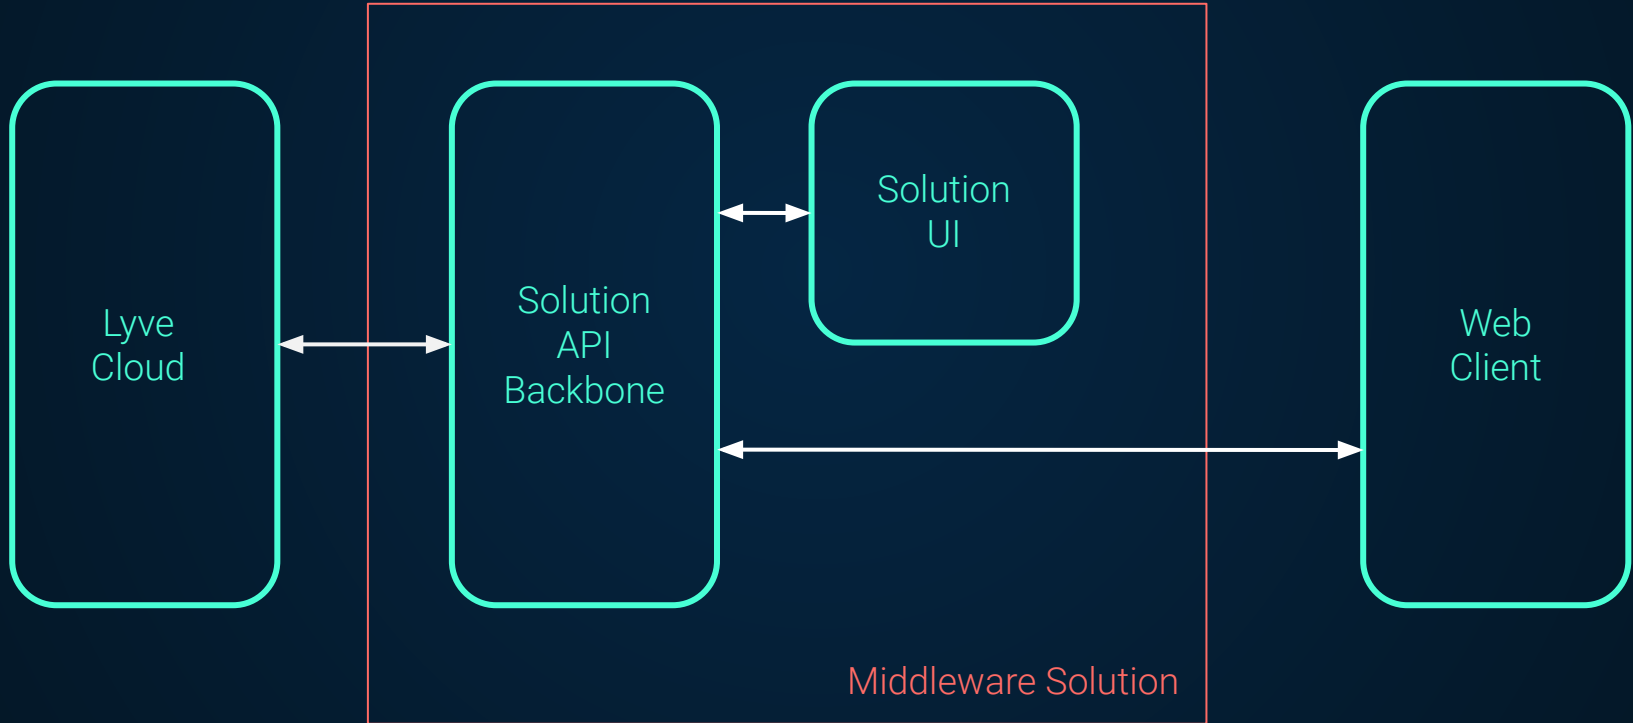 Lyve
Cloud
Solution
API
Backbone
Solution
UI
Web
Client
Middleware Solution